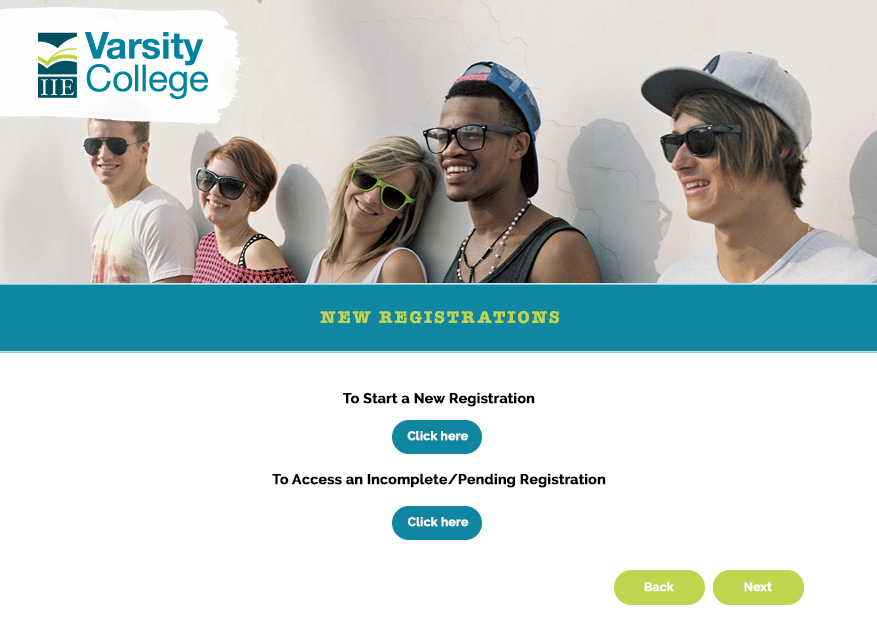 Varsity
College
IIE
NEW REGISTRATIONS
To Start a New Registration
Click here
To Access an Incomplete/Pending Registration
Click here
Back Next